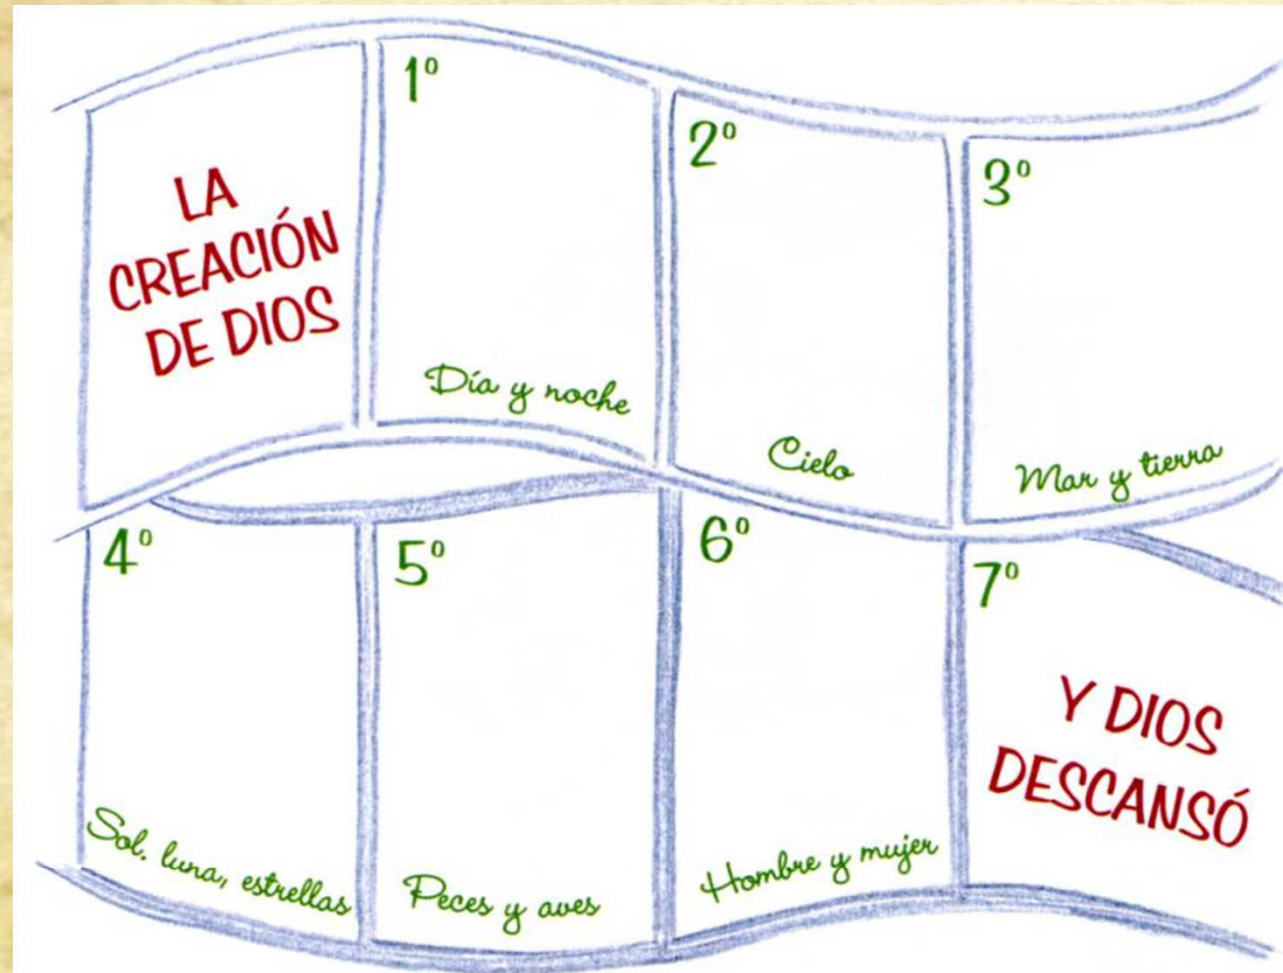 LA
CREACIÓN
DE DIOS
1º
Día y noche
2º
Cielo
3º
Mar y tierra
4º
Sol, luna, estrellas
5º
Peces y aves
6º
Hombre y mujer
7º
Y DIOS
DESCANSÓ